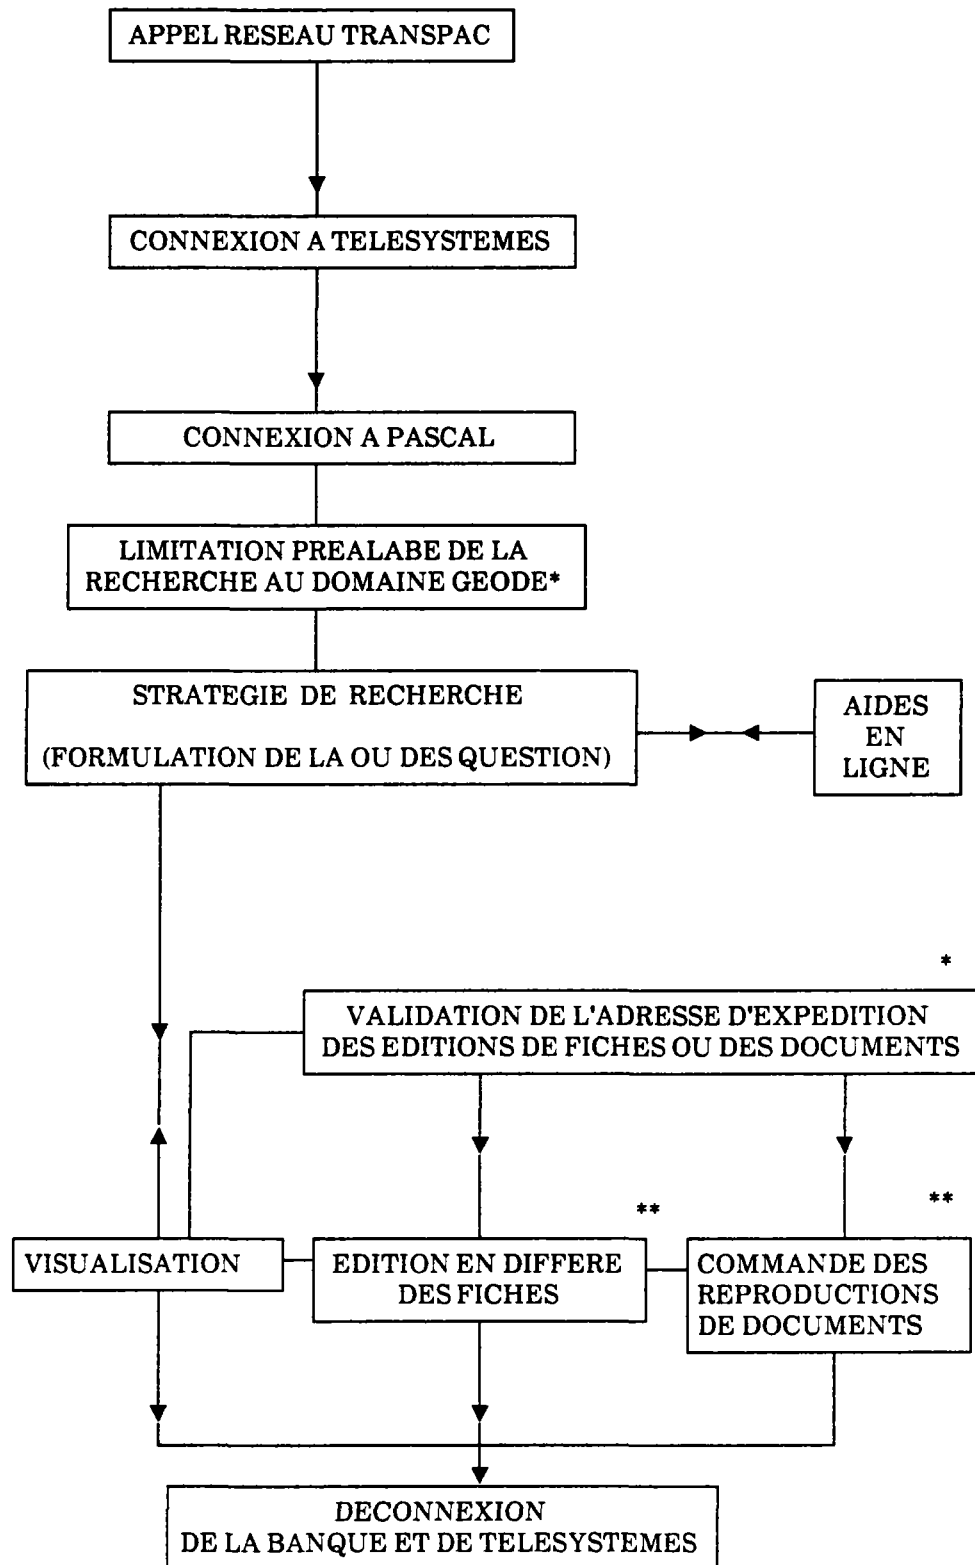 APPEL RESEAU TRANSPAC
CONNEXION A TELESYSTEMES
CONNEXION A PASCAL
LIMITATION PREALABE DE LA
RECHERCHE AU DOMAINE GEODE*
STRATEGIE DE RECHERCHE
(FORMULATION DE LA OU DES QUESTION)
AIDES
EN
LIGNE
*
VALIDATION DE L'ADRESSE D'EXPEDITION
DES EDITIONS DE FICHES OU DES DOCUMENTS
**
**
VISUALISATION
EDITION EN DIFFERE
DES FICHES
COMMANDE DES
REPRODUCTIONS
DE DOCUMENTS
DECONNEXION
DE LA BANQUE ET DE TELESYSTEMES